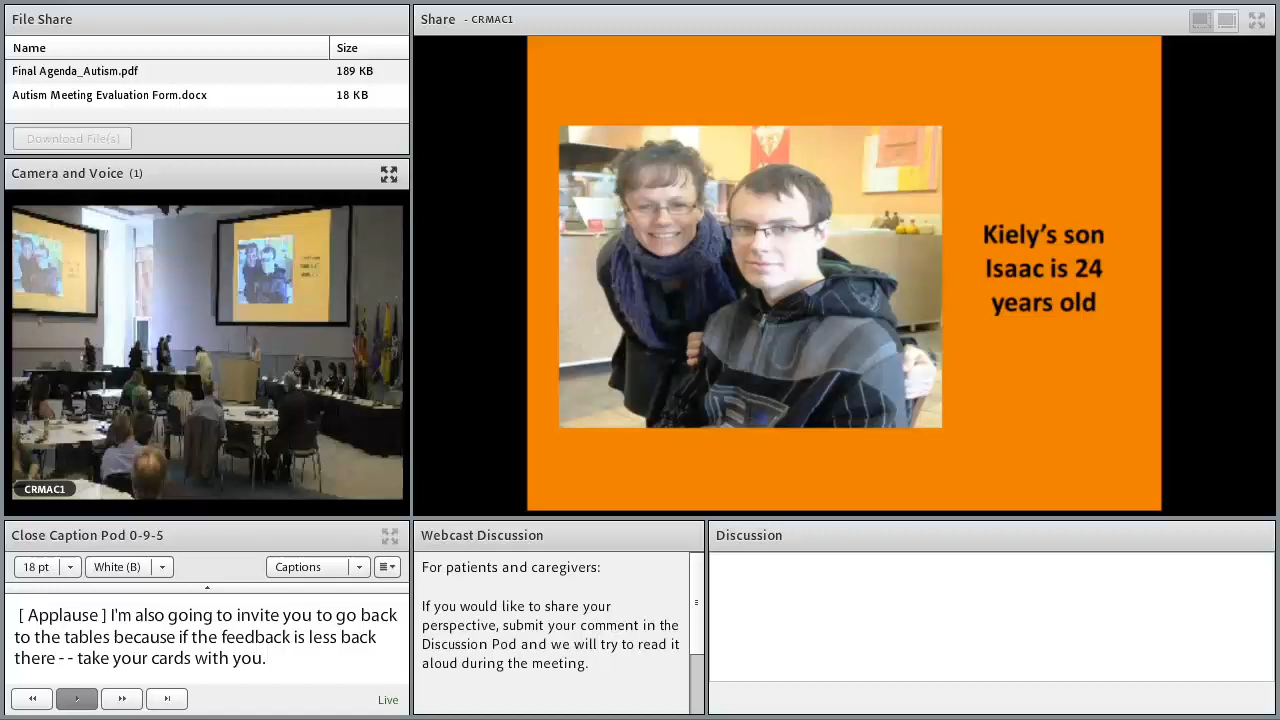 File Share
Name Size
Final Agenda_Autism.pdf 189 KB
Autism Meeting Evaluation Form.docx 18 KB
Download File(s)
Camera and Voice (1)
CRMAC1
Share - CRMAC1
Kiely's son
Isaac is 24
years old
Close Caption Pod 0-9-5
18 pt White (B) Captions
[ Applause ] I'm also going to invite you to go back
to the tables because if the feedback is less back
there - - take your cards with you.
Live
Webcast Discussion
For patients and caregivers:
If you would like to share your
perspective, submit your comment in the
Discussion Pod and we will try to read it
aloud during the meeting.
Discussion